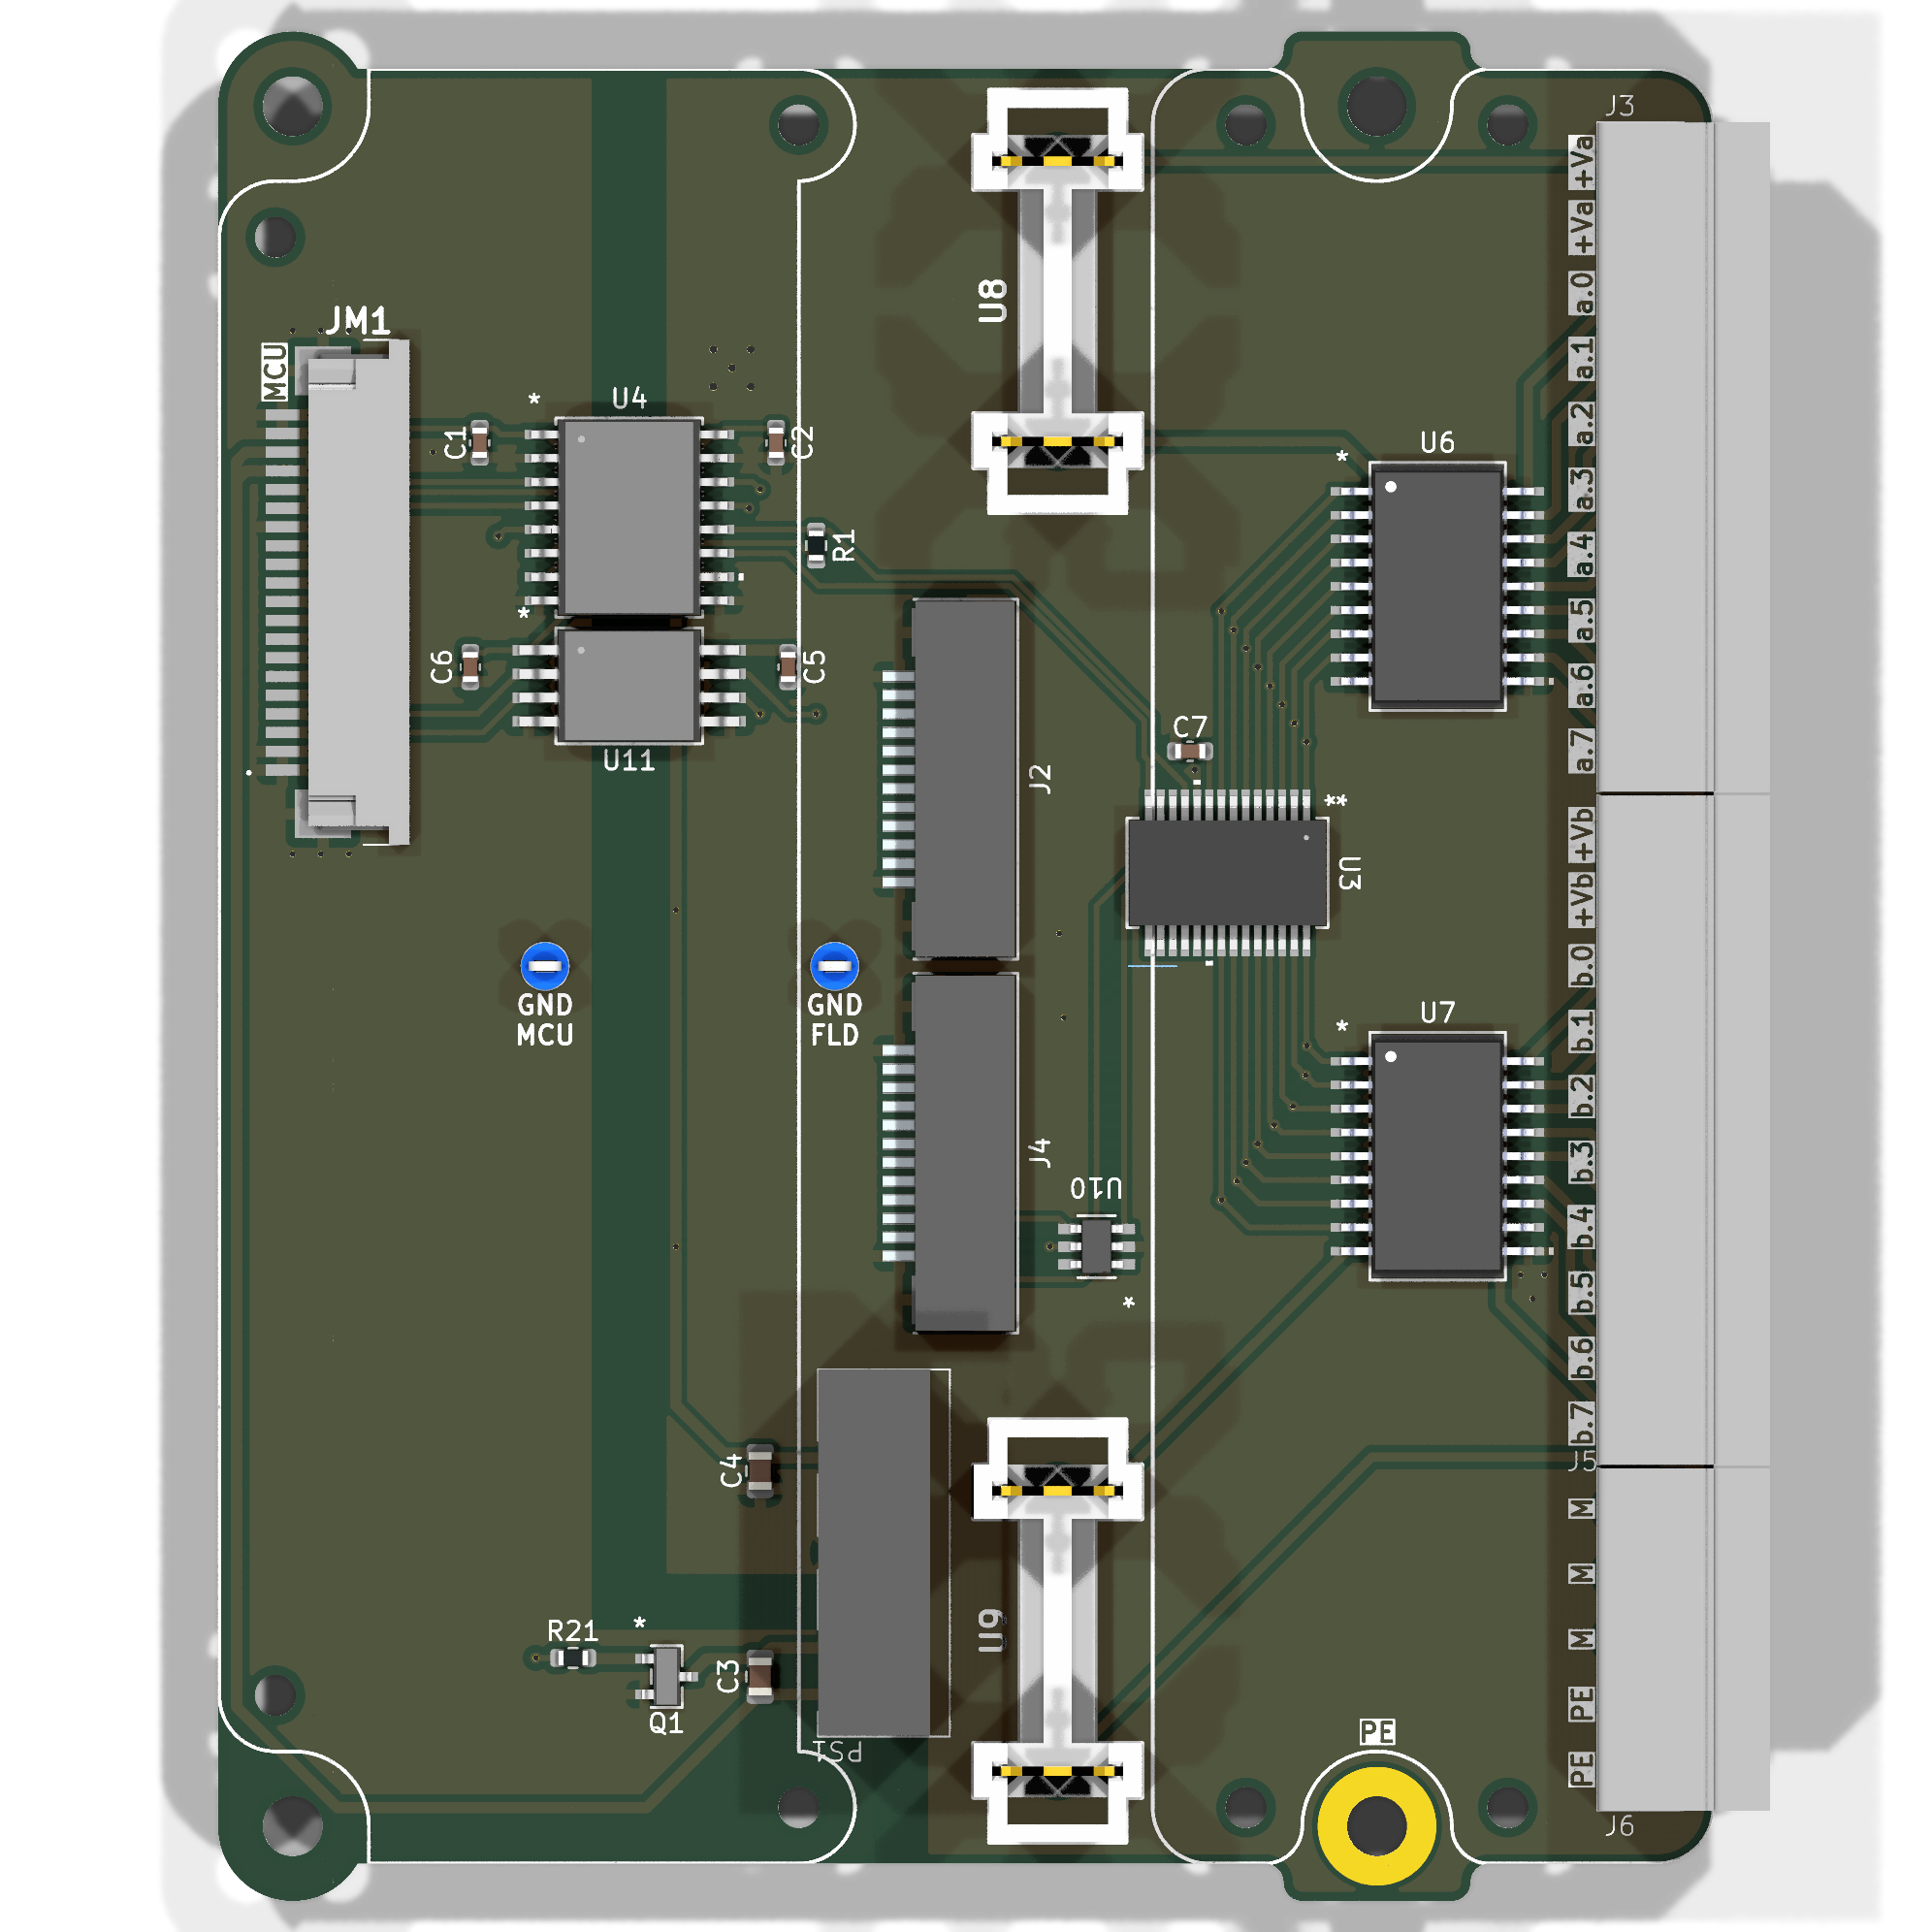 J3
+Va
+Va
a.0
a.1
a.2
a.3
a.4
a.5
a.6
a.7
+Vb
+Vb
b.0
b.1
b.2
b.3
b.4
b.5
b.6
b.7
J5
M
M
M
PE
PE
J6
U8
JM1
MCU
* U4
C1
C2
R1
*
C6
C5
U11
* U6
J2
C7
**
U3
GND
MCU
GND
FLD
* U7
J4
U10
*
C4
U9
R21 *
C3
Q1
PS1
PE